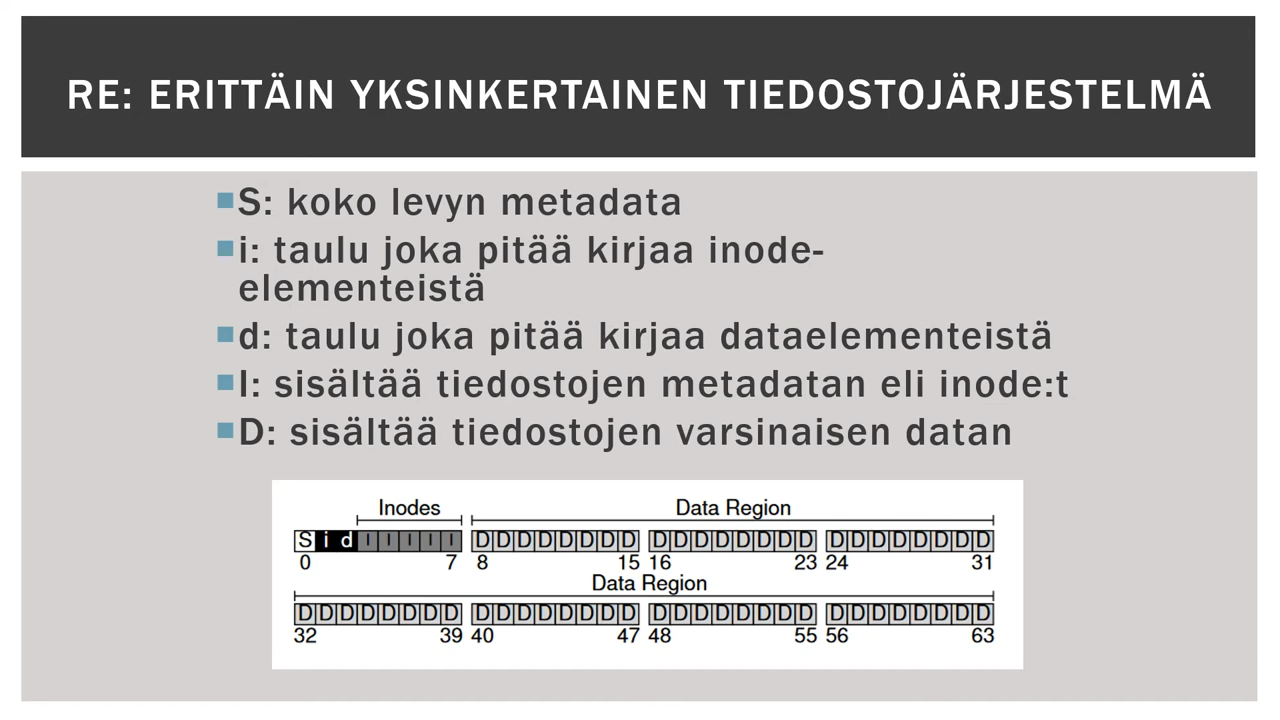 RE: ERITTÄIN YKSINKERTAINEN TIEDOSTOJÄRJESTELMÄ
S: koko levyn metadata
i: taulu joka pitää kirjaa inode-
elementeistä
d: taulu joka pitää kirjaa dataelementeistä
I: sisältää tiedostojen metadatan eli inode:t
D: sisältää tiedostojen varsinaisen datan
Inodes Data Region
S i d I I I I I D D D D D D D D D D D D D D D D D D D D D D D D
0 7 8 15 16 23 24 31
Data Region
D D D D D D D D D D D D D D D D D D D D D D D D D D D D D D D D
32 39 40 47 48 55 56 63